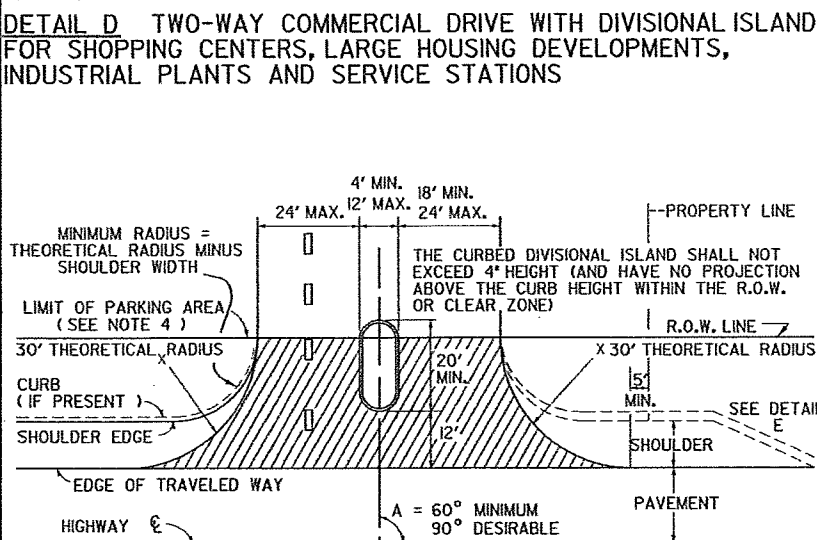 DETAIL D TWO-WAY COMMERCIAL DRIVE WITH DIVISIONAL ISLAND
FOR SHOPPING CENTERS, LARGE HOUSING DEVELOPMENTS,
INDUSTRIAL PLANTS AND SERVICE STATIONS
4' MIN.
12' MAX.
24' MAX.
18' MIN.
24' MAX.
PROPERTY LINE
MINIMUM RADIUS =
THEORETICAL RADIUS MINUS
SHOULDER WIDTH
THE CURBED DIVISIONAL ISLAND SHALL NOT
EXCEED 4" HEIGHT (AND HAVE NO PROJECTION
ABOVE THE CURB HEIGHT WITHIN THE R.O.W.
OR CLEAR ZONE)
LIMIT OF PARKING AREA
(SEE NOTE 4)
R.O.W. LINE
30' THEORETICAL RADIUS
X
X 30' THEORETICAL RADIUS
20'
MIN.
5'
MIN.
CURB
(IF PRESENT)
SEE DETAIL
E
SHOULDER EDGE
12'
SHOULDER
EDGE OF TRAVELED WAY
PAVEMENT
A = 60° MINIMUM
90° DESIRABLE
HIGHWAY ℄